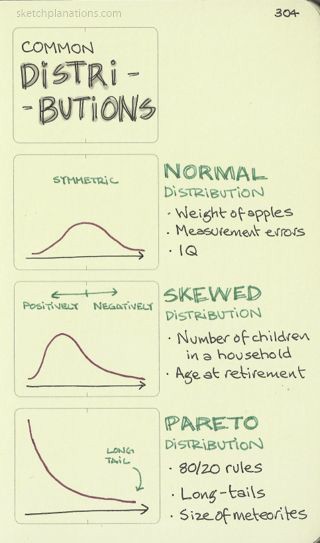 sketchplanations.com
304
COMMON
DISTRI-
-BUTIONS
SYMMETRIC
NORMAL
DISTRIBUTION
· Weight of apples
· Measurement errors
· IQ
POSITIVELY NEGATIVELY
SKEWED
DISTRIBUTION
· Number of children
in a household
· Age at retirement
LONG
TAIL
PARETO
DISTRIBUTION
· 80/20 rules
· Long-tails
· Size of meteorites